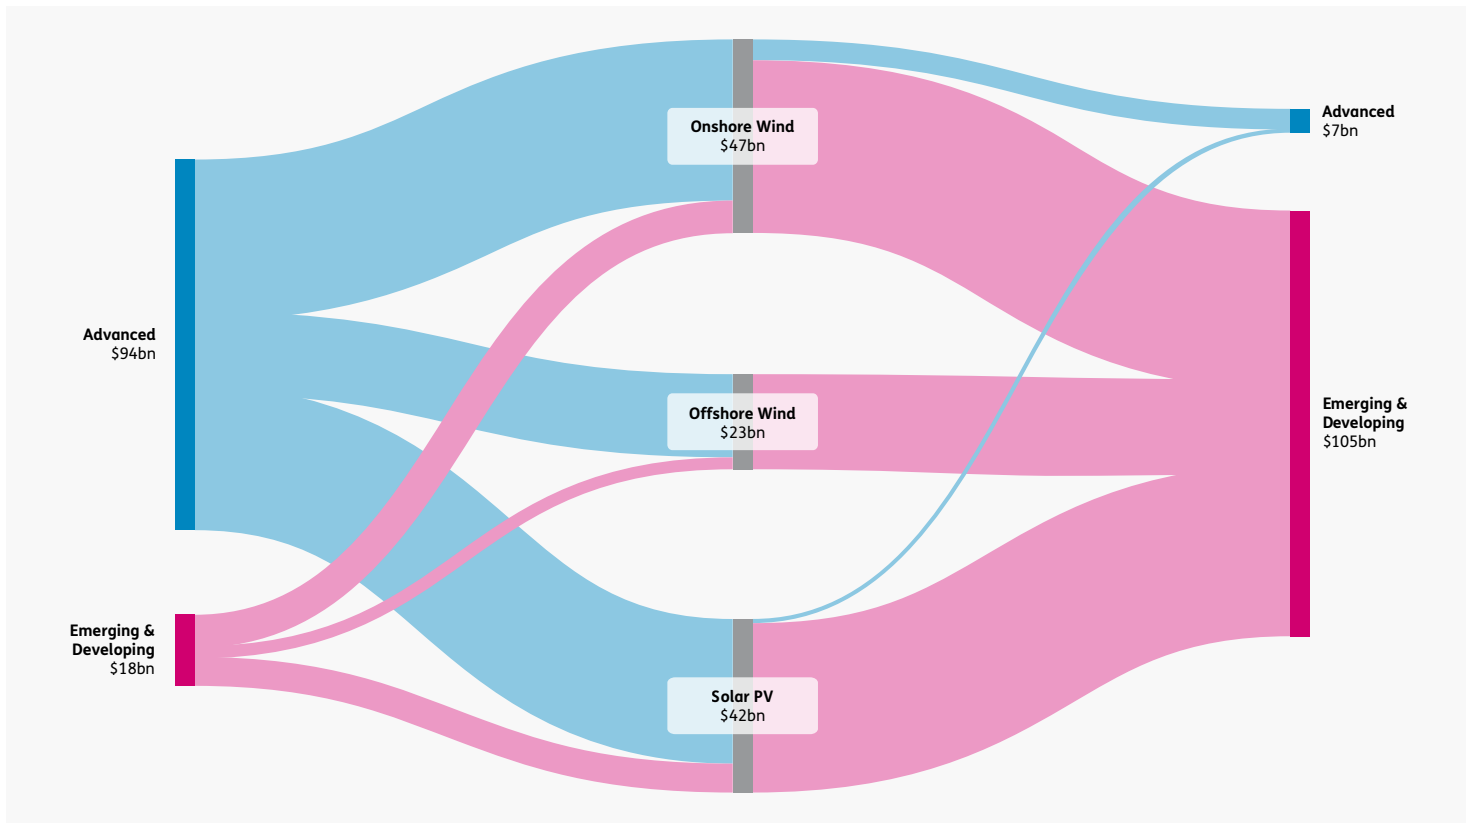 Advanced
$94bn
Emerging &
Developing
$18bn
Onshore Wind
$47bn
Offshore Wind
$23bn
Solar PV
$42bn
Advanced
$7bn
Emerging &
Developing
$105bn